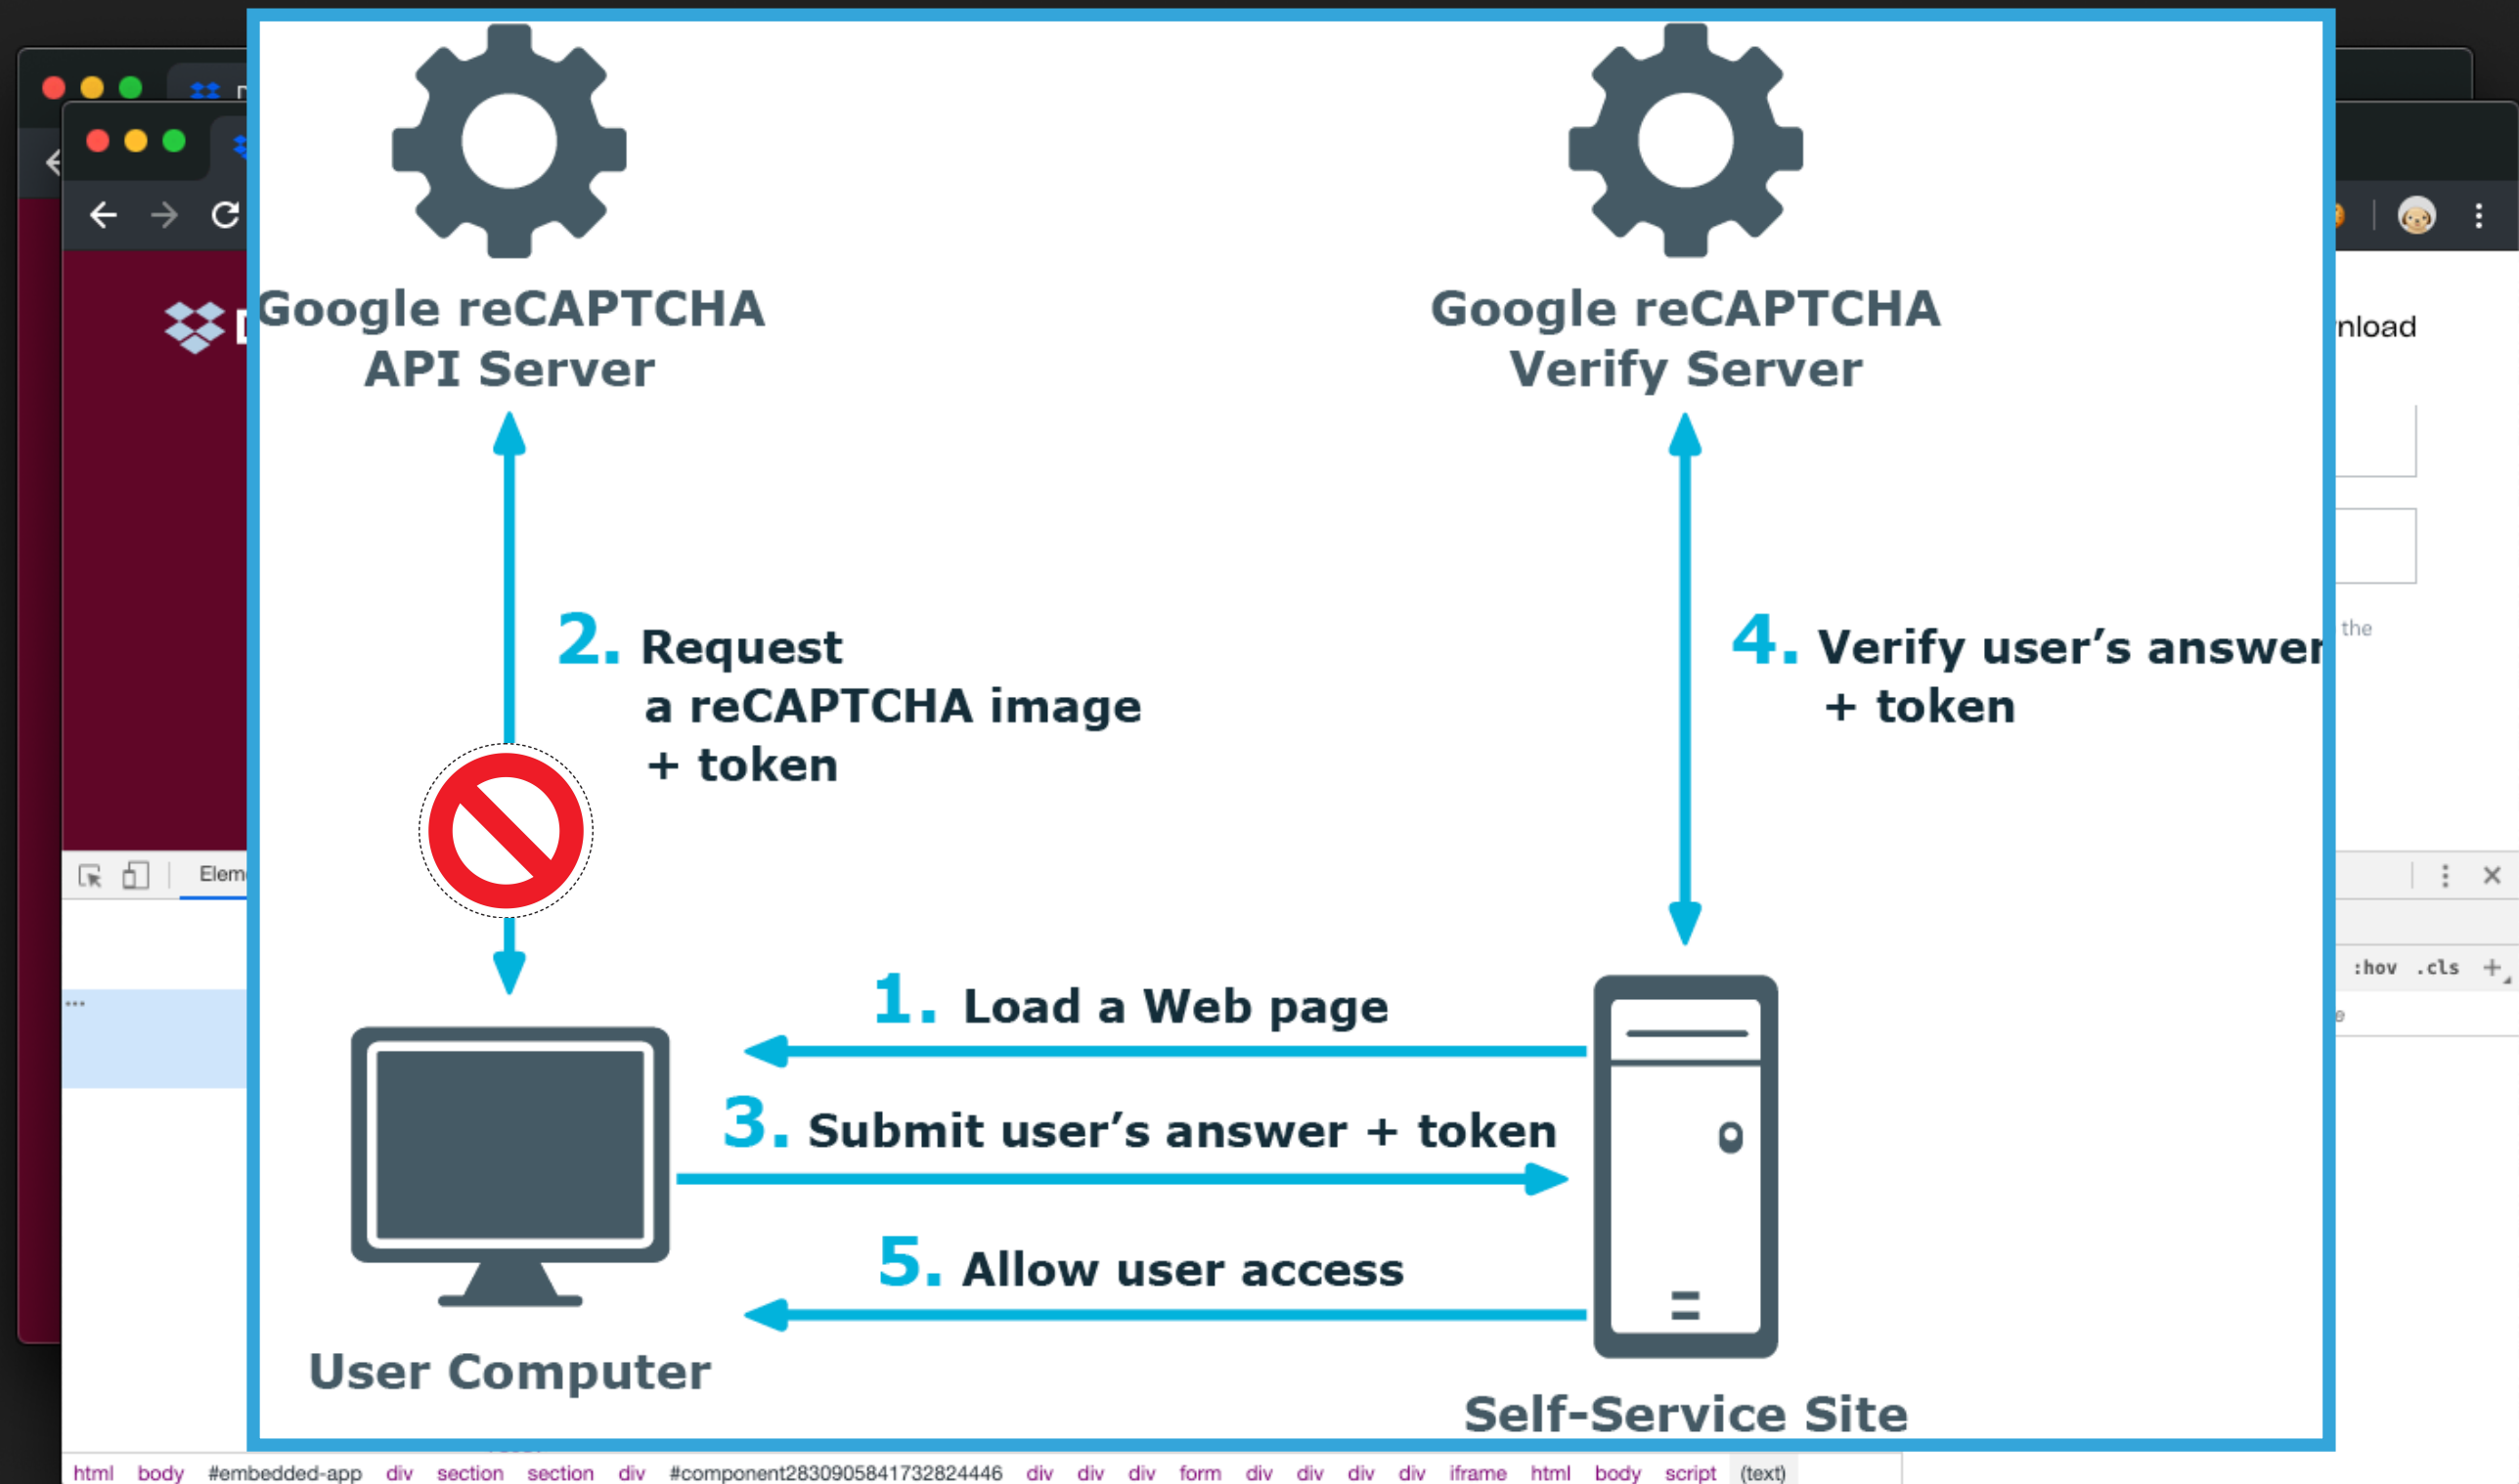 Google reCAPTCHA
API Server
Google reCAPTCHA
Verify Server
nload
2. Request
a reCAPTCHA image
+ token
4. Verify user’s answer
+ token
the
Elem
:hov .cls
1. Load a Web page
3. Submit user’s answer + token
5. Allow user access
User Computer
Self-Service Site
html body #embedded-app div section section div #component2830905841732824446 div div div form div div div div iframe html body script (text)